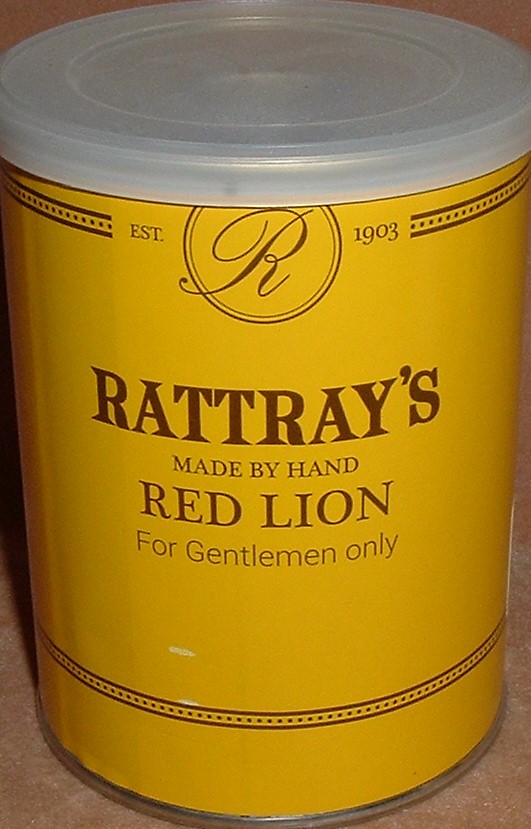 EST. R 1903
RATTRAY'S
MADE BY HAND
RED LION
For Gentlemen only